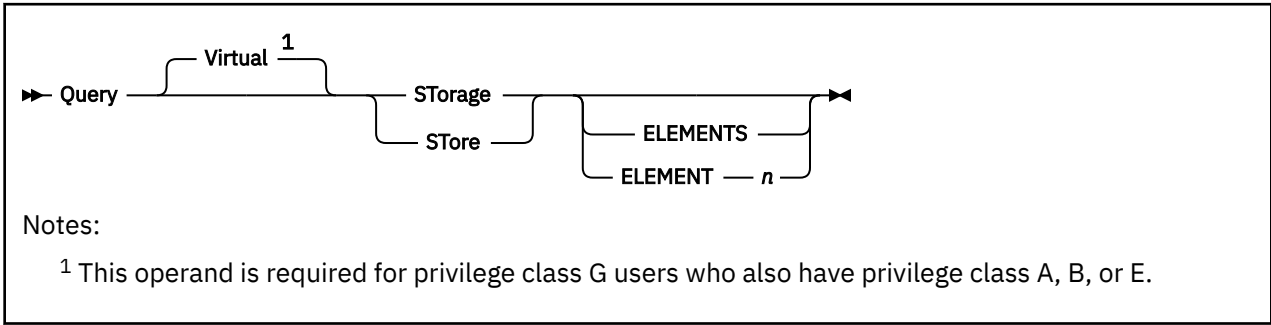 Virtual 1
Query STorage
STore ELEMENTS
ELEMENT n
Notes:
1 This operand is required for privilege class G users who also have privilege class A, B, or E.